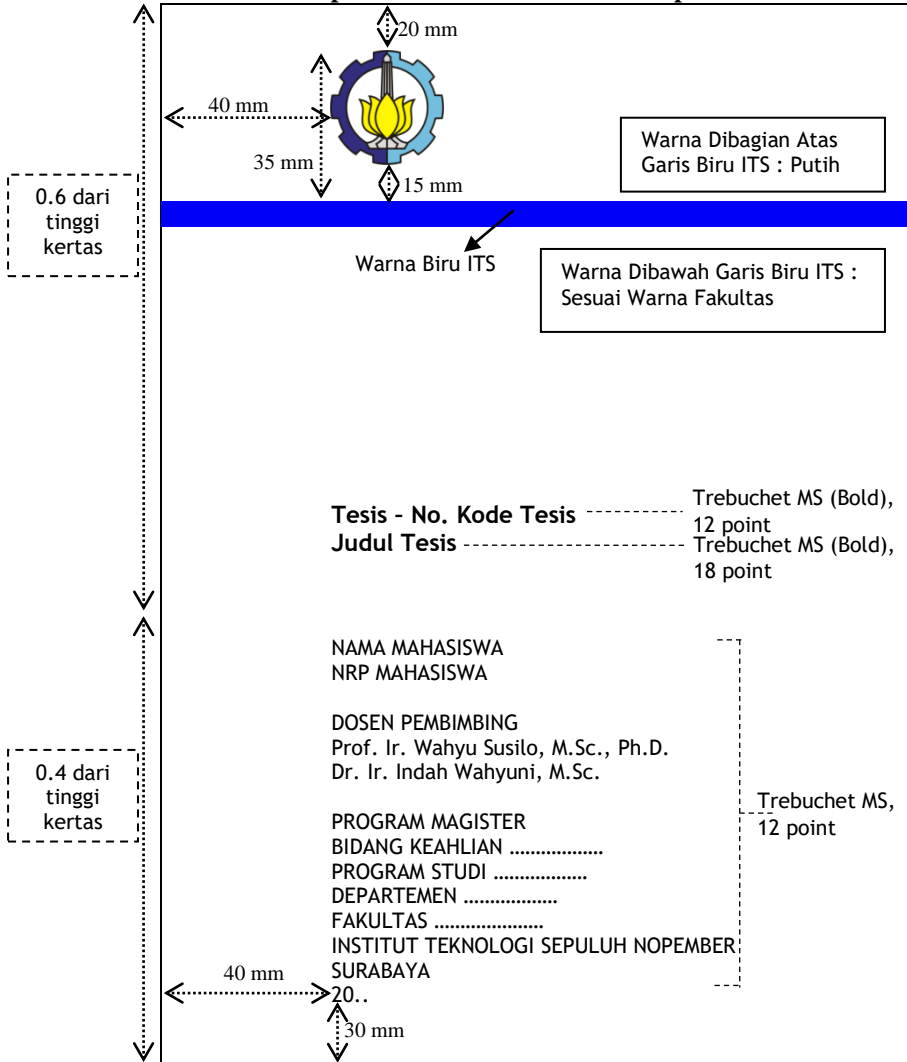 20 mm
40 mm
35 mm
15 mm
Warna Dibagian Atas
Garis Biru ITS : Putih
0.6 dari
tinggi
kertas
Warna Biru ITS
Warna Dibawah Garis Biru ITS :
Sesuai Warna Fakultas
Tesis – No. Kode Tesis
Trebuchet MS (Bold),
12 point
Judul Tesis
Trebuchet MS (Bold),
18 point
NAMA MAHASISWA
NRP MAHASISWA
DOSEN PEMBIMBING
Prof. Ir. Wahyu Susilo, M.Sc., Ph.D.
Dr. Ir. Indah Wahyuni, M.Sc.
0.4 dari
tinggi
kertas
Trebuchet MS,
12 point
PROGRAM MAGISTER
BIDANG KEAHLIAN ..................
PROGRAM STUDI ..................
DEPARTEMEN ..................
FAKULTAS .....................
INSTITUT TEKNOLOGI SEPULUH NOPEMBER
SURABAYA
20..
40 mm
30 mm